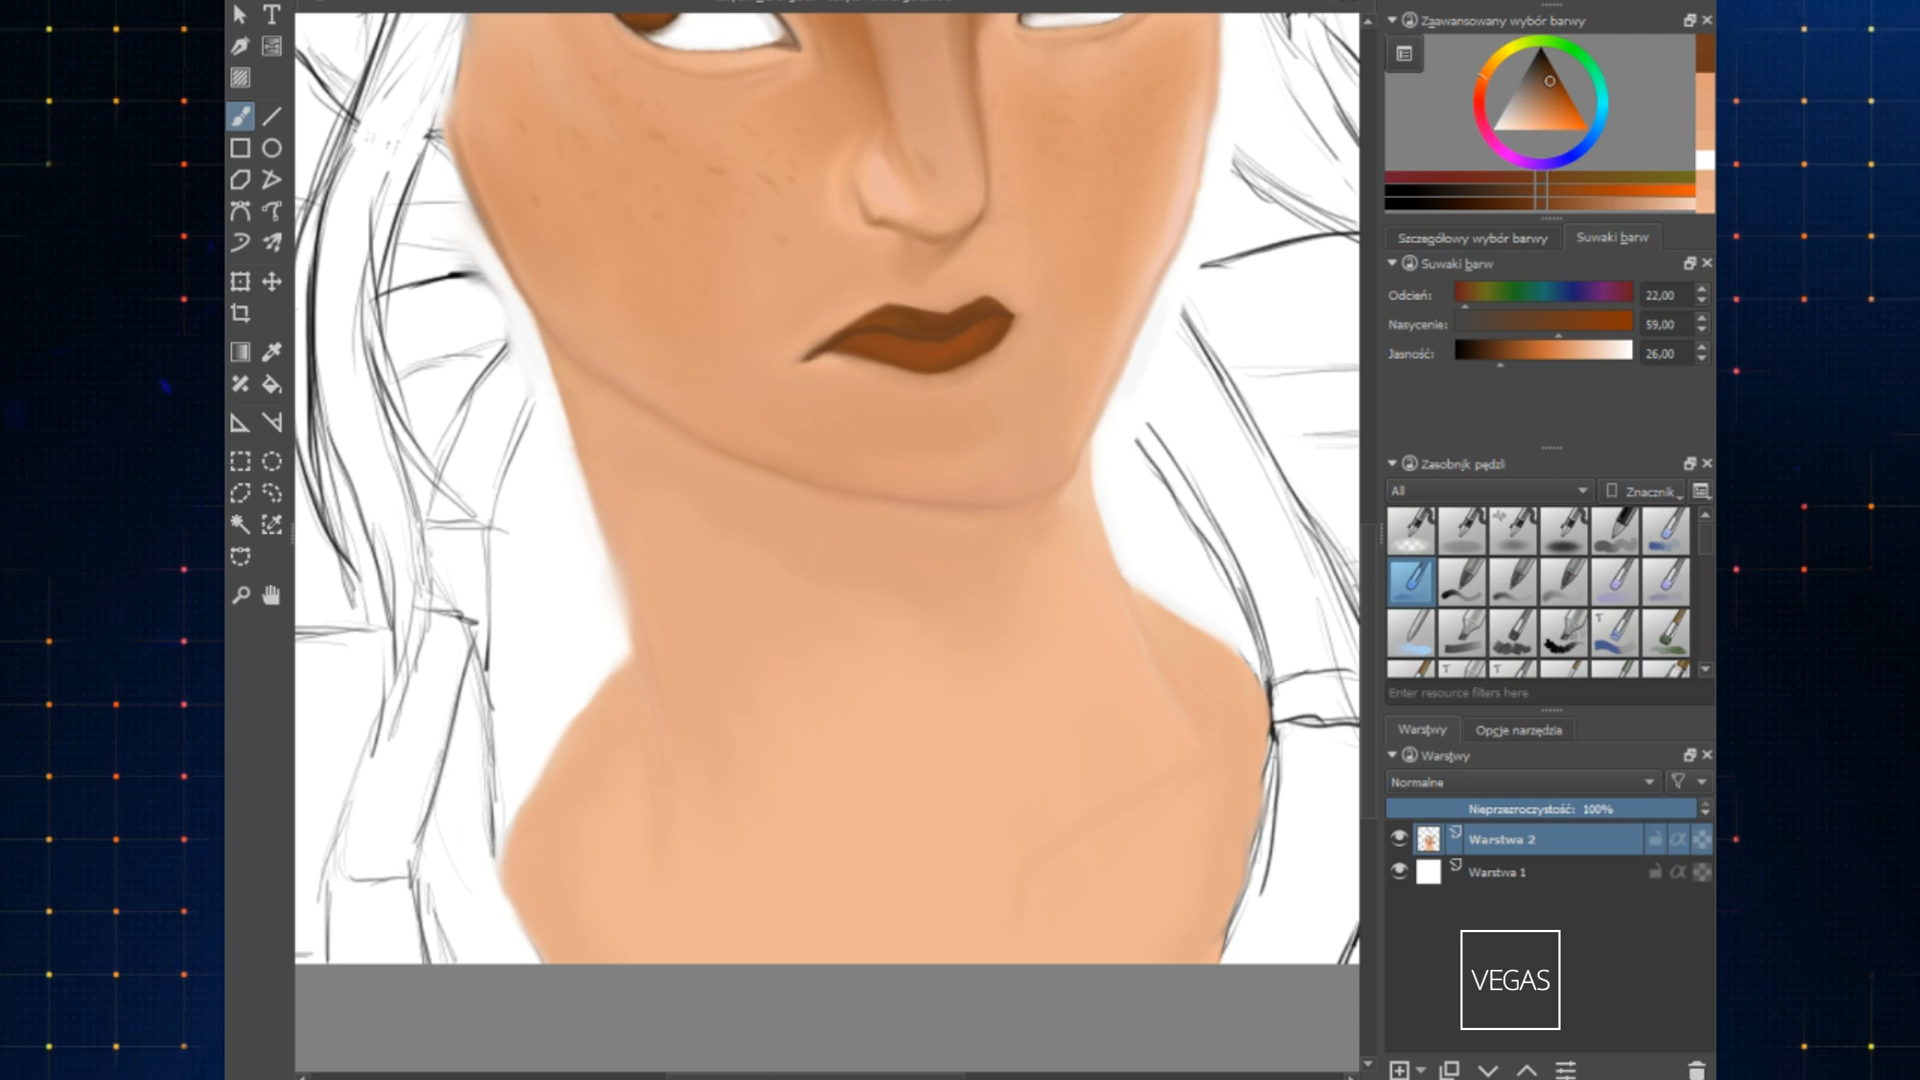 Zaawansowany wybór barwy
Szczegółowy wybór barwy
Suwaki barw
Suwaki barw
Odcień:
22,00
Nasycenie:
59,00
Jasność:
26,00
Zasobnik pędzli
All
Znacznik
Enter resource filters here
Warstwy
Opcje narzędzia
Warstwy
Normalne
Nieprzezroczystość: 100%
Warstwa 2
Warstwa 1
VEGAS